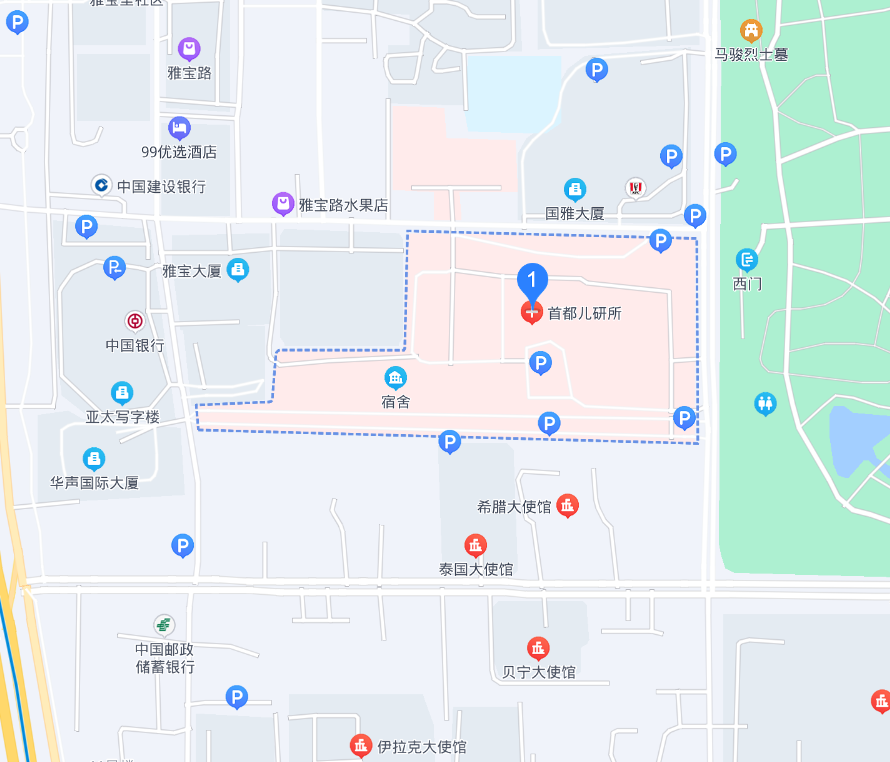 雅宝里社区
P
马骏烈士墓
雅宝路
P
99优选酒店
P
P
中国建设银行
KFC
雅宝路水果店
国雅大厦
P
P
P
雅宝大厦
P
西门
1
首都儿研所
中国银行
P
宿舍
亚太写字楼
P
P
P
华声国际大厦
希腊大使馆
P
泰国大使馆
中国邮政
储蓄银行
贝宁大使馆
P
伊拉克大使馆